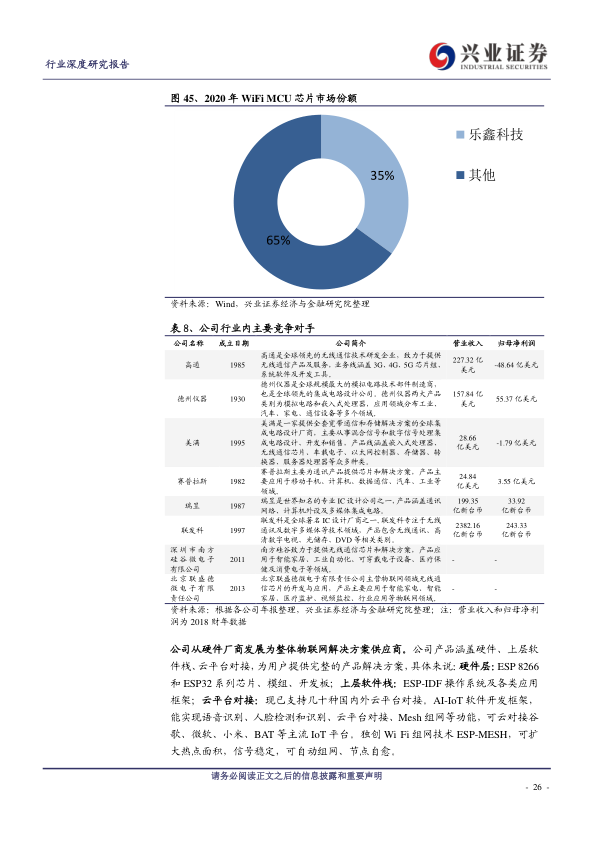 行业深度研究报告
兴业证券
INDUSTRIAL SECURITIES
图 45、2020 年 WiFi MCU 芯片市场份额
35%
65%
乐鑫科技
其他
资料来源：Wind，兴业证券经济与金融研究院整理
表 8、公司行业内主要竞争对手
公司名称 成立日期 公司简介 营业收入 归母净利润
高通 1985 高通是全球领先的无线通信技术研发企业，致力于提供 227.32 亿 -48.64 亿美元
无线通信产品及服务，业务线涵盖 3G、4G、5G 芯片组， 美元
系统软件及开发工具。
德州仪器 1930 德州仪器是全球规模最大的模拟电路技术部件制造商， 157.84 亿 55.37 亿美元
也是全球领先的集成电路设计公司。德州仪器两大产品 美元
类别为模拟电路和嵌入式处理器，应用领域分布工业、
汽车、家电、通信设备等多个领域。
美满 1995 美满是一家提供全套宽带通信和存储解决方案的全球集 28.66 -1.79 亿美元
成电路设计厂商，主要从事混合信号和数字信号处理集 亿美元
成电路设计、开发和销售，产品线涵盖嵌入式处理器、
无线通信芯片、车载电子、以太网控制器、存储器、转
换器、服务器处理器等众多种类。
赛普拉斯 1982 赛普拉斯主要为通讯产品提供芯片和解决方案，产品主 24.84 3.55 亿美元
要应用于移动手机、计算机、数据通信、汽车、工业等 亿美元
领域。
瑞昱 1987 瑞昱是世界知名的专业 IC 设计公司之一，产品涵盖通讯 199.35 33.92
网络、计算机外设及多媒体集成电路。 亿新台币 亿新台币
联发科 1997 联发科是全球著名 IC 设计厂商之一，联发科专注于无线 2382.16 243.33
通讯及数字多媒体等技术领域，产品包含无线通讯、高 亿新台币 亿新台币
清数字电视、光储存、DVD 等相关类别。
深圳市南方 南方硅谷致力于提供无线通信芯片和解决方案，产品应
硅谷微电子 2011 用于智能家居、工业自动化，可穿戴电子设备、医疗保 - -
有限公司 健及消费电子等领域。
北京联盛德 北京联盛德微电子有限责任公司主营物联网领域无线通
微电子有限 2013 信芯片的开发与应用，产品主要应用于智能家电、智能 - -
责任公司 家居、医疗监护、视频监控、行业应用等物联网领域。
资料来源：根据各公司年报整理，兴业证券经济与金融研究院整理；注：营业收入和归母净利
润为 2018 财年数据
公司从硬件厂商发展为整体物联网解决方案供应商。公司产品涵盖硬件、上层软
件栈、云平台对接，为用户提供完整的产品解决方案，具体来说：硬件层：ESP 8266
和 ESP32 系列芯片、模组、开发板；上层软件栈：ESP-IDF 操作系统及各类应用
框架；云平台对接：现已支持几十种国内外云平台对接。AI-IoT 软件开发框架，
能实现语音识别、人脸检测和识别、云平台对接、Mesh 组网等功能，可云对接谷
歌、微软、小米、BAT 等主流 IoT 平台。独创 Wi Fi 组网技术 ESP-MESH，可扩
大热点面积，信号稳定，可自动组网、节点自愈。
请务必阅读正文之后的信息披露和重要声明
- 26 -